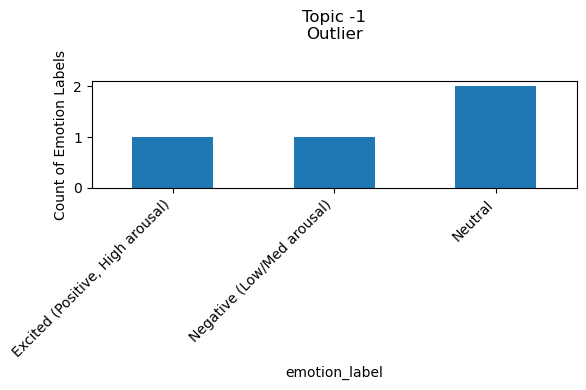 Topic -1
Outlier
Count of Emotion Labels
2
1
0
Excited (Positive, High arousal)
Negative (Low/Med arousal)
Neutral
emotion_label